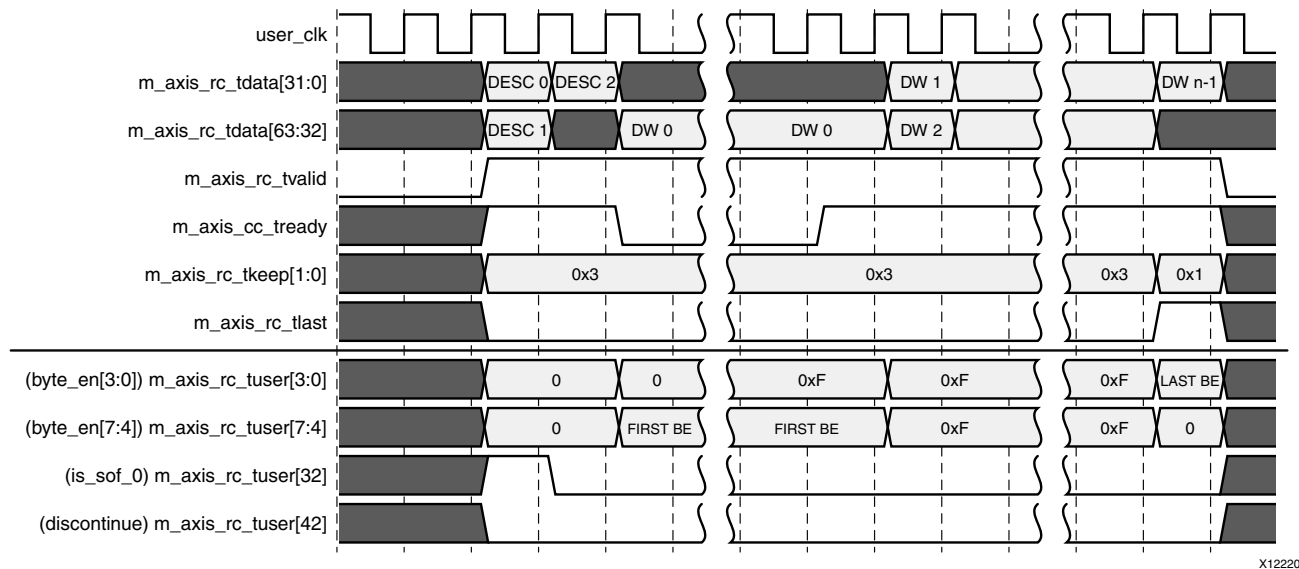 user_clk
m_axis_rc_tdata[31:0] DESC 0 DESC 2 DW 1 DW n-1
m_axis_rc_tdata[63:32] DESC 1 DW 0 DW 0 DW 2
m_axis_rc_tvalid
m_axis_cc_tready
m_axis_rc_tkeep[1:0] 0x3 0x3 0x3 0x1
m_axis_rc_tlast
(byte_en[3:0]) m_axis_rc_tuser[3:0] 0 0 0xF 0xF 0xF LAST BE
(byte_en[7:4]) m_axis_rc_tuser[7:4] 0 FIRST BE FIRST BE 0xF 0xF 0
(is_sof_0) m_axis_rc_tuser[32]
(discontinue) m_axis_rc_tuser[42]
X12220